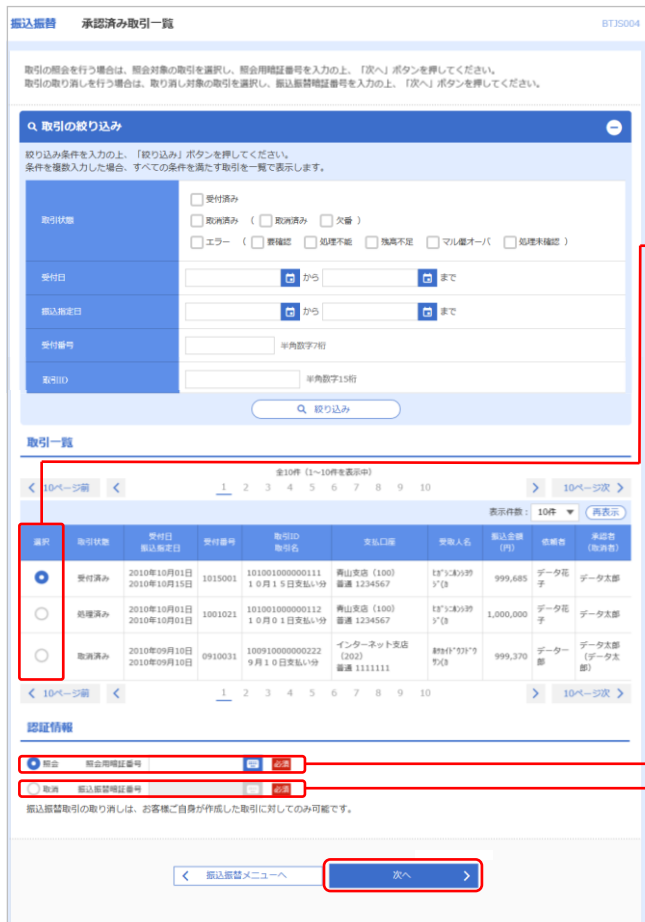 振込振替 承認済み取引一覧 BTJS004
取引の照会を行う場合は、照会対象の取引を選択し、照会用暗証番号を入力の上、「次へ」ボタンを押してください。
取引の取り消しを行う場合は、取り消し対象の取引を選択し、振込振替暗証番号を入力の上、「次へ」ボタンを押してください。
取引の絞り込み
絞り込み条件を入力の上、「絞り込み」ボタンを押してください。
条件を複数入力した場合、すべての条件を満たす取引を一覧で表示します。
取引状態
受付済み
取消済み ( 取消済み 欠番 )
エラー ( 要確認 処理不能 残高不足 マル優オーバ 処理未確認 )
受付日 から まで
振込指定日 から まで
受付番号 半角数字7桁
取引ID 半角数字15桁
絞り込み
取引一覧
全10件(1~10件を表示中)
10ページ前 1 2 3 4 5 6 7 8 9 10 10ページ次
表示件数: 10件 再表示
選択 取引状態 受付日 振込指定日 受付番号 取引ID 取引名 支払口座 受取人名 振込金額 (円) 依頼者 承認者 (取消者)
受付済み 2010年10月01日 2010年10月15日 1015001 101001000000111 10月15日支払い分 青山支店(100) 普通 1234567 999,685 データ花子 データ太郎
処理済み 2010年10月01日 2010年10月01日 1001021 101001000000112 10月01日支払い分 青山支店(100) 普通 1234567 1,000,000 データ花子 データ太郎
取消済み 2010年09月10日 2010年09月10日 0910031 100910000000222 9月10日支払い分 インターネット支店 (202) 普通 1111111 999,370 データ一郎 データ太郎 (データ太郎)
10ページ前 1 2 3 4 5 6 7 8 9 10 10ページ次
認証情報
照会 照会用暗証番号 必須
取消 振込振替暗証番号 必須
振込振替取引の取り消しは、お客様ご自身が作成した取引に対してのみ可能です。
振込振替メニューへ 次へ